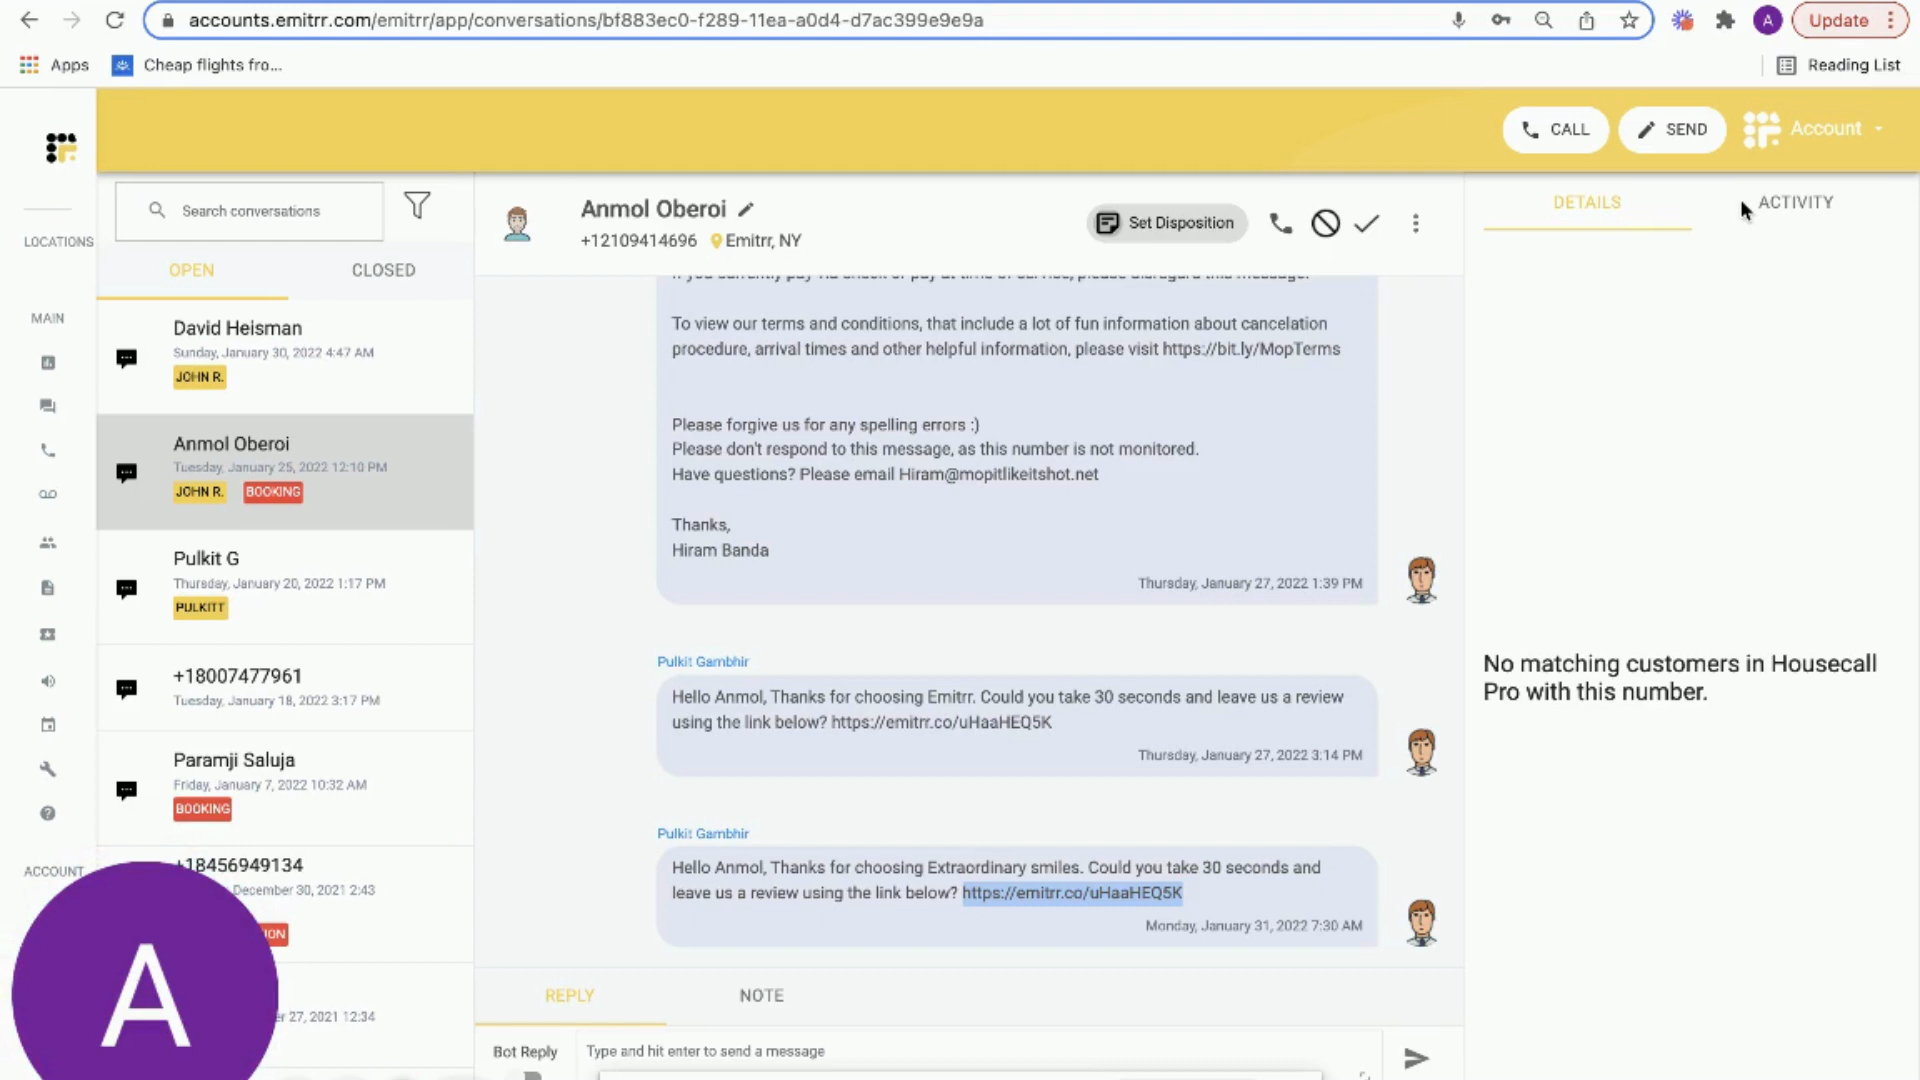 accounts.emitrr.com/emitrr/app/conversations/bf883ec0-f289-11ea-a0d4-d7ac399e9e9a
A
Update
Apps
Cheap flights fro...
Reading List
CALL
SEND
Account
LOCATIONS
MAIN
ACCOUNT
Search conversations
OPEN
CLOSED
David Heisman
Sunday, January 30, 2022 4:47 AM
JOHN R.
Anmol Oberoi
Tuesday, January 25, 2022 12:10 PM
JOHN R.
BOOKING
Pulkit G
Thursday, January 20, 2022 1:17 PM
PULKITT
+18007477961
Tuesday, January 18, 2022 3:17 PM
Paramji Saluja
Friday, January 7, 2022 10:32 AM
BOOKING
+18456949134
December 30, 2021 2:43
27, 2021 12:34
A
Anmol Oberoi
+12109414696
Emitrr, NY
Set Disposition
To view our terms and conditions, that include a lot of fun information about cancelation
procedure, arrival times and other helpful information, please visit https://bit.ly/MopTerms
Please forgive us for any spelling errors :)
Please don't respond to this message, as this number is not monitored.
Have questions? Please email Hiram@mopitlikeitshot.net
Thanks,
Hiram Banda
Thursday, January 27, 2022 1:39 PM
Pulkit Gambhir
Hello Anmol, Thanks for choosing Emitrr. Could you take 30 seconds and leave us a review
using the link below? https://emitrr.co/uHaaHEQ5K
Thursday, January 27, 2022 3:14 PM
Pulkit Gambhir
Hello Anmol, Thanks for choosing Extraordinary smiles. Could you take 30 seconds and
leave us a review using the link below? https://emitrr.co/uHaaHEQ5K
Monday, January 31, 2022 7:30 AM
REPLY
NOTE
Bot Reply
Type and hit enter to send a message
DETAILS
ACTIVITY
No matching customers in Housecall
Pro with this number.